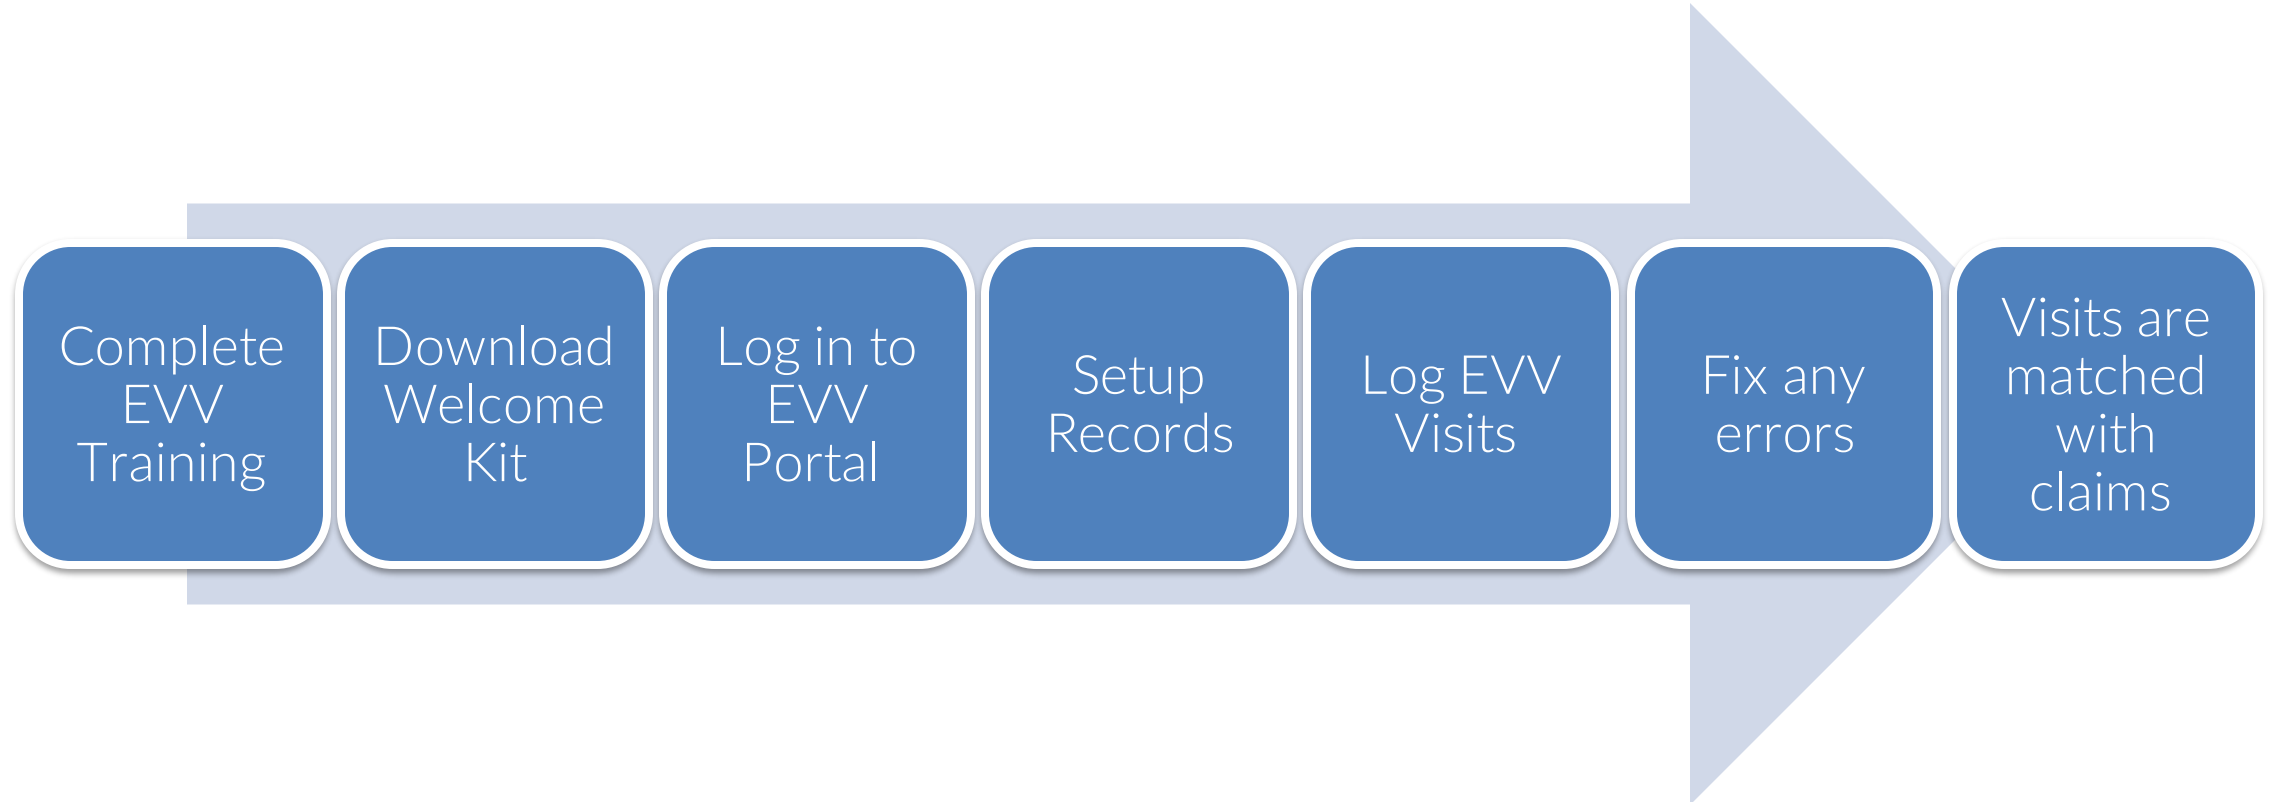 Complete
EVV
Training
Download
Welcome
Kit
Log in to
EVV
Portal
Setup
Records
Log EVV
Visits
Fix any
errors
Visits are
matched
with
claims